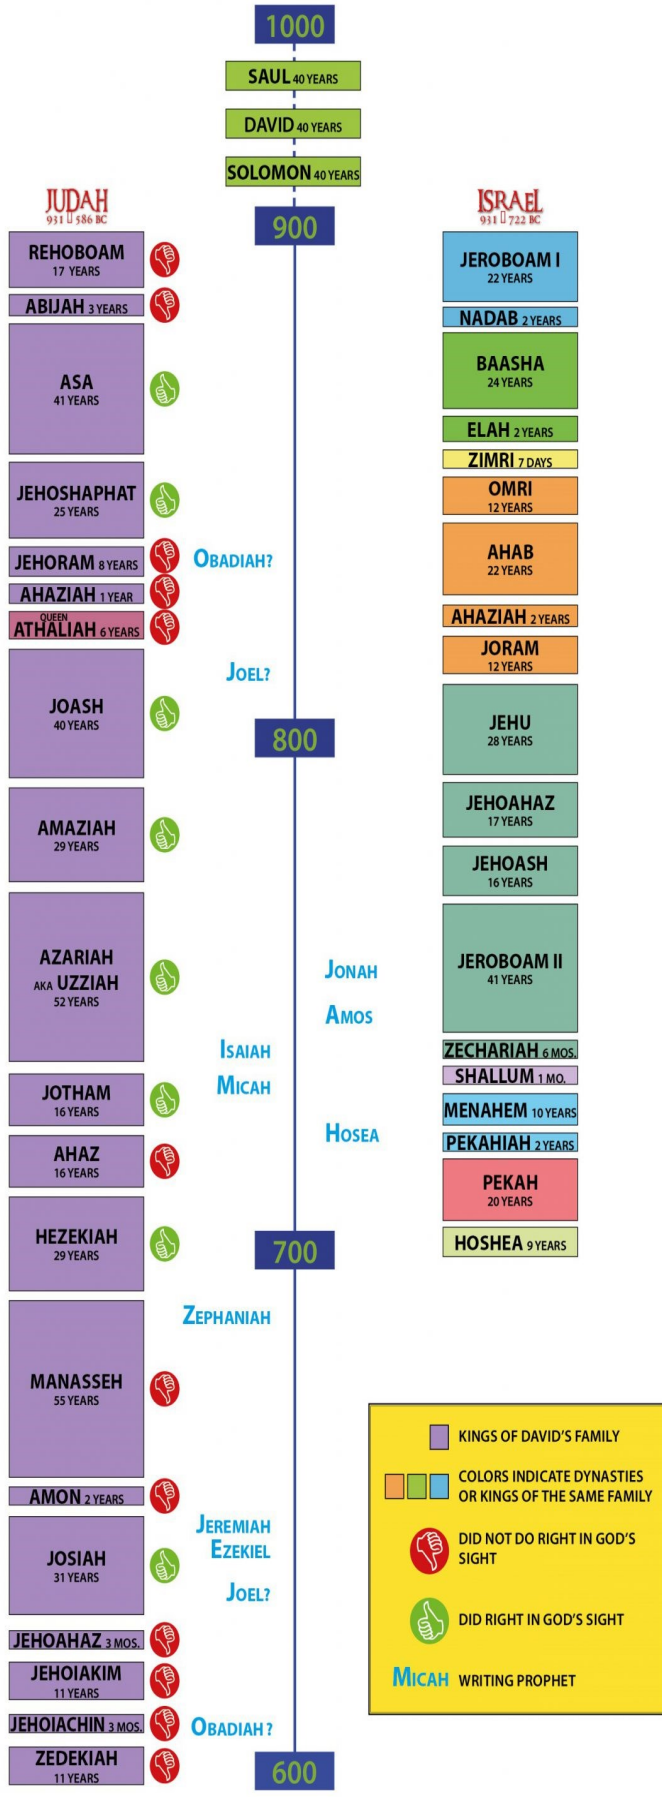 1000
SAUL 40 YEARS
DAVID 40 YEARS
SOLOMON 40 YEARS
JUDAH
931 586 BC
ISRAEL
931 722 BC
900
REHOBOAM
17 YEARS
ABIJAH 3 YEARS
ASA
41 YEARS
JEHOSHAPHAT
25 YEARS
JEHORAM 8 YEARS
AHAZIAH 1 YEAR
QUEEN
ATHALIAH 6 YEARS
JOASH
40 YEARS
AMAZIAH
29 YEARS
AZARIAH
AKA UZZIAH
52 YEARS
JOTHAM
16 YEARS
AHAZ
16 YEARS
HEZEKIAH
29 YEARS
MANASSEH
55 YEARS
AMON 2 YEARS
JOSIAH
31 YEARS
JEHOAHAZ 3 MOS.
JEHOIAKIM
11 YEARS
JEHOIACHIN 3 MOS.
ZEDEKIAH
11 YEARS
OBADIAH?
JOEL?
800
JONAH
AMOS
ISAIAH
MICAH
HOSEA
700
ZEPHANIAH
JEREMIAH
EZEKIEL
JOEL?
OBADIAH ?
600
JEROBOAM I
22 YEARS
NADAB 2 YEARS
BAASHA
24 YEARS
ELAH 2 YEARS
ZIMRI 7 DAYS
OMRI
12 YEARS
AHAB
22 YEARS
AHAZIAH 2 YEARS
JORAM
12 YEARS
JEHU
28 YEARS
JEHOAHAZ
17 YEARS
JEHOASH
16 YEARS
JEROBOAM II
41 YEARS
ZECHARIAH 6 MOS.
SHALLUM 1 MO.
MENAHEM 10 YEARS
PEKAHIAH 2 YEARS
PEKAH
20 YEARS
HOSHEA 9 YEARS
KINGS OF DAVID'S FAMILY
COLORS INDICATE DYNASTIES
OR KINGS OF THE SAME FAMILY
DID NOT DO RIGHT IN GOD'S
SIGHT
DID RIGHT IN GOD'S SIGHT
MICAH WRITING PROPHET